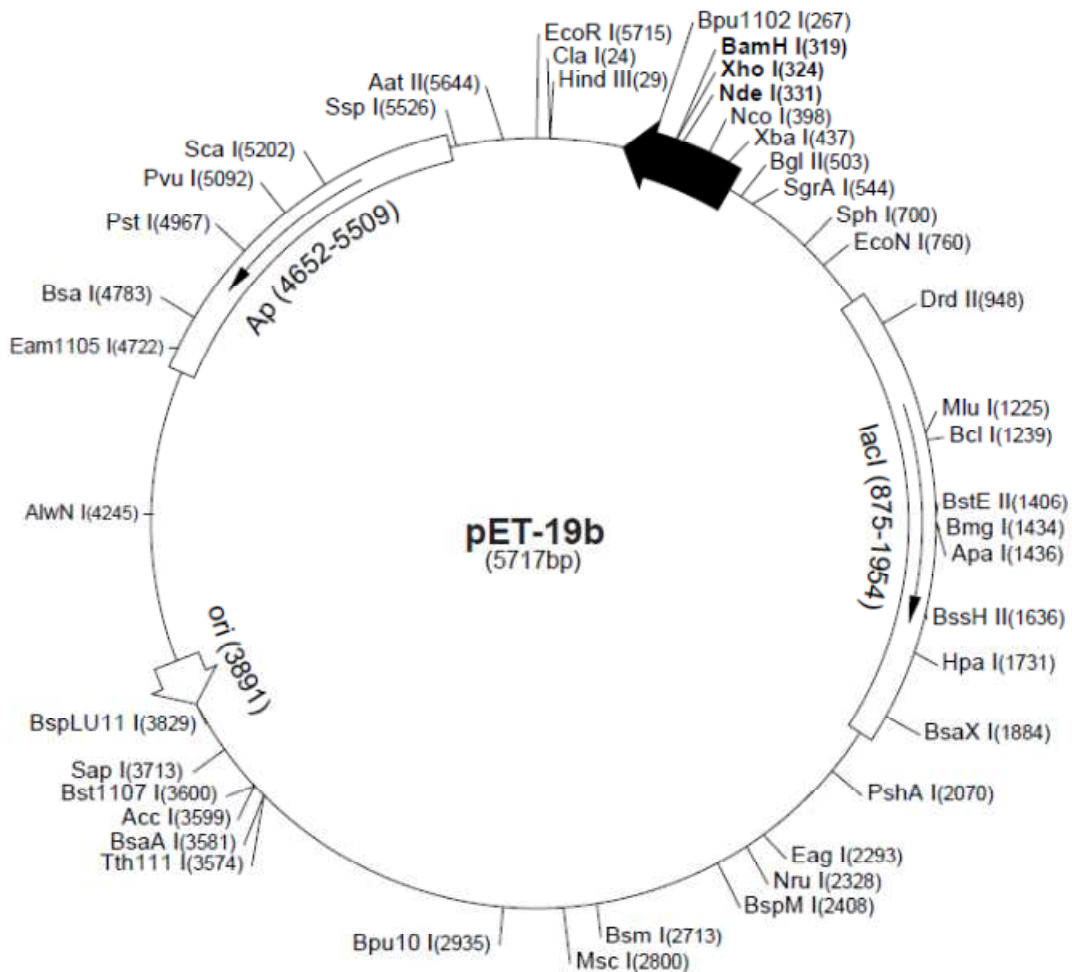 EcoR I(5715)
Cla I(24)
Hind III(29)
Bpu1102 I(267)
BamH I(319)
Xho I(324)
Nde I(331)
Nco I(398)
Xba I(437)
Bgl II(503)
SgrA I(544)
Sph I(700)
EcoN I(760)
Drd II(948)
Mlu I(1225)
Bcl I(1239)
BstE II(1406)
Bmg I(1434)
Apa I(1436)
BssH II(1636)
Hpa I(1731)
BsaX I(1884)
PshA I(2070)
Eag I(2293)
Nru I(2328)
BspM I(2408)
Bsm I(2713)
Msc I(2800)
Bpu10 I(2935)
Tth111 I(3574)
BsaA I(3581)
Acc I(3599)
Bst1107 I(3600)
Sap I(3713)
BspLU11 I(3829)
AlwN I(4245)
Eam1105 I(4722)
Bsa I(4783)
Pst I(4967)
Pvu I(5092)
Sca I(5202)
Ssp I(5526)
Aat II(5644)
Ap (4652-5509)
lacI (875-1954)
ori (3891)
pET-19b
(5717bp)